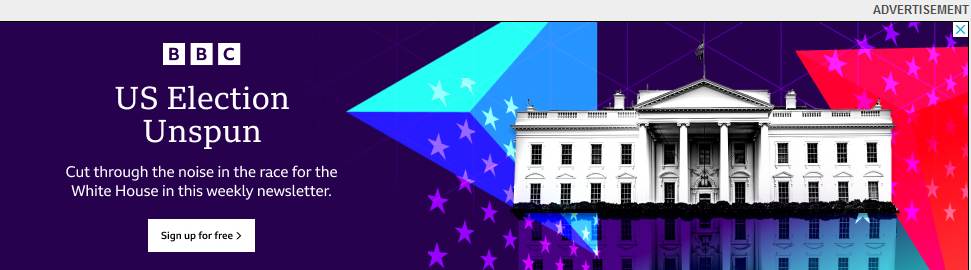 ADVERTISEMENT
BBC
US Election
Unspun
Cut through the noise in the race for the
White House in this weekly newsletter.
Sign up for free >